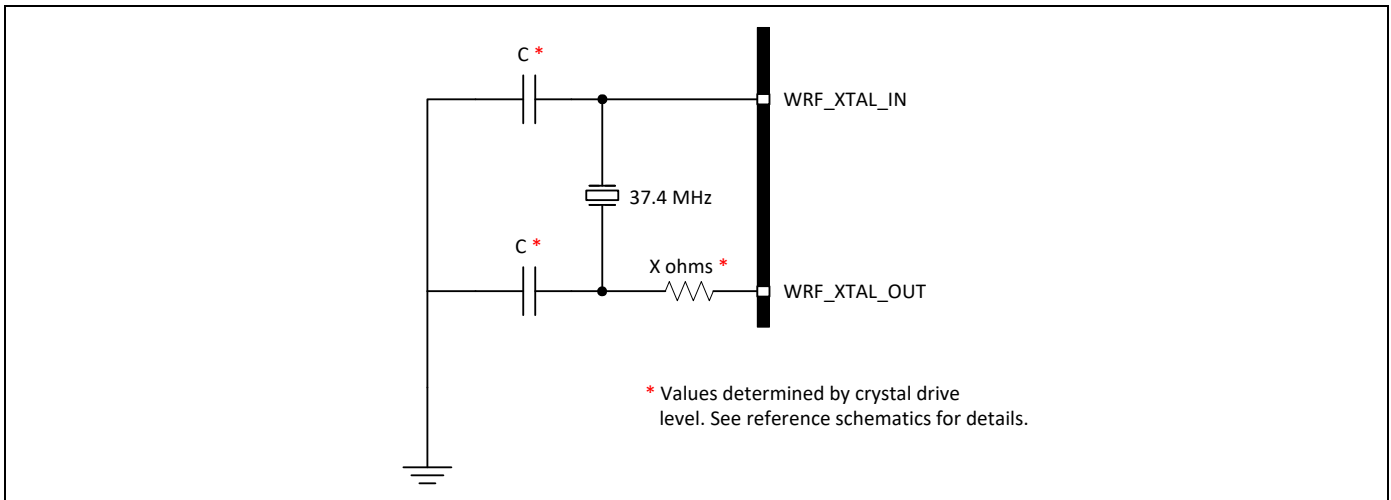 C *
WRF_XTAL_IN
37.4 MHz
C *
X ohms *
WRF_XTAL_OUT
* Values determined by crystal drive
level. See reference schematics for details.